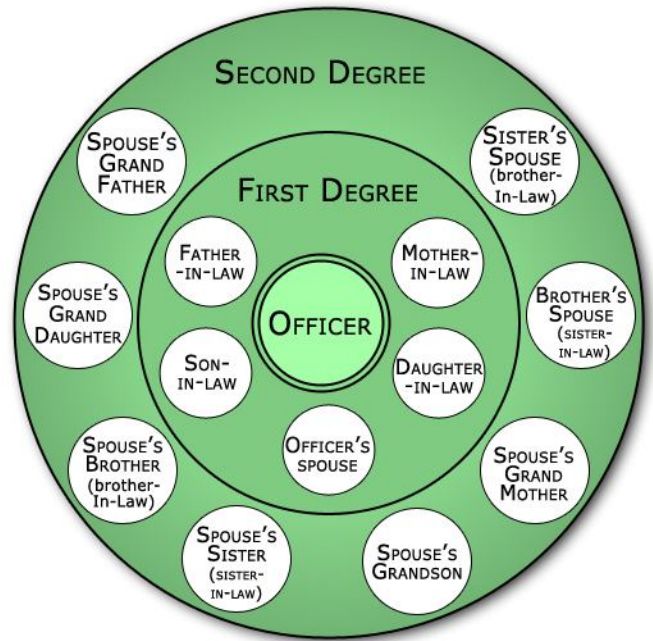 SECOND DEGREE
SPOUSE'S
GRAND
FATHER
SISTER'S
SPOUSE
(brother-
In-Law)
FIRST DEGREE
FATHER
-IN-LAW
MOTHER-
IN-LAW
SPOUSE'S
GRAND
DAUGHTER
OFFICER
BROTHER'S
SPOUSE
(SISTER-
IN-LAW)
SON-
IN-LAW
DAUGHTER
-IN-LAW
SPOUSE'S
BROTHER
(brother-
In-Law)
OFFICER'S
SPOUSE
SPOUSE'S
GRAND
MOTHER
SPOUSE'S
SISTER
(SISTER-
IN-LAW)
SPOUSE'S
GRANDSON